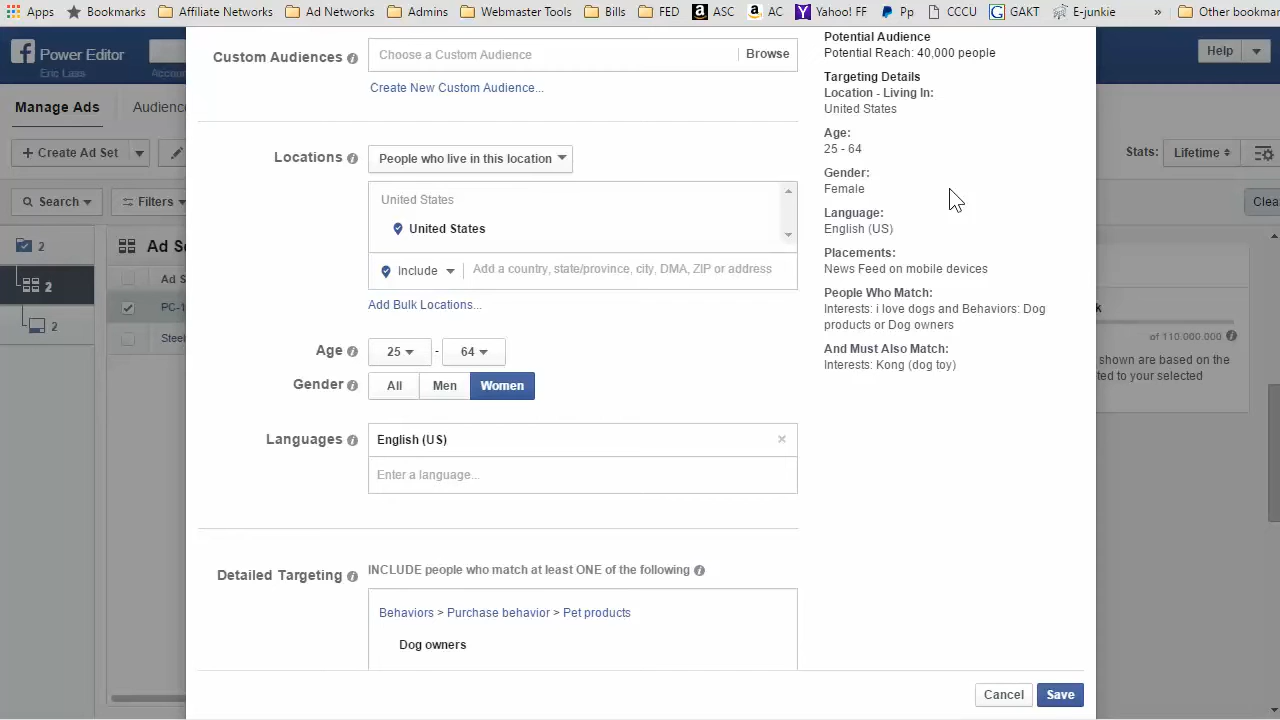 Apps Bookmarks Affiliate Networks Ad Networks Admins Webmaster Tools Bills FED ASC AC Yahoo! FF Pp CCCU GAKT E-junkie » Other bookmar
Power Editor
Eric Lass
Accou
Help
Manage Ads
Audienc
+ Create Ad Set
Stats: Lifetime
Search
Filters
Clea
2
Ad Se
2
Ad S
PC-1
2
Steel
k
of 110,000,000
shown are based on the
ted to your selected
Custom Audiences
Choose a Custom Audience
Browse
Create New Custom Audience...
Locations
People who live in this location
United States
United States
Include
Add a country, state/province, city, DMA, ZIP or address
Add Bulk Locations...
Age
25 - 64
Gender
All Men Women
Languages
English (US)
Enter a language...
Detailed Targeting
INCLUDE people who match at least ONE of the following
Behaviors > Purchase behavior > Pet products
Dog owners
Potential Audience
Potential Reach: 40,000 people
Targeting Details
Location - Living In:
United States
Age:
25 - 64
Gender:
Female
Language:
English (US)
Placements:
News Feed on mobile devices
People Who Match:
Interests: i love dogs and Behaviors: Dog
products or Dog owners
And Must Also Match:
Interests: Kong (dog toy)
Cancel
Save